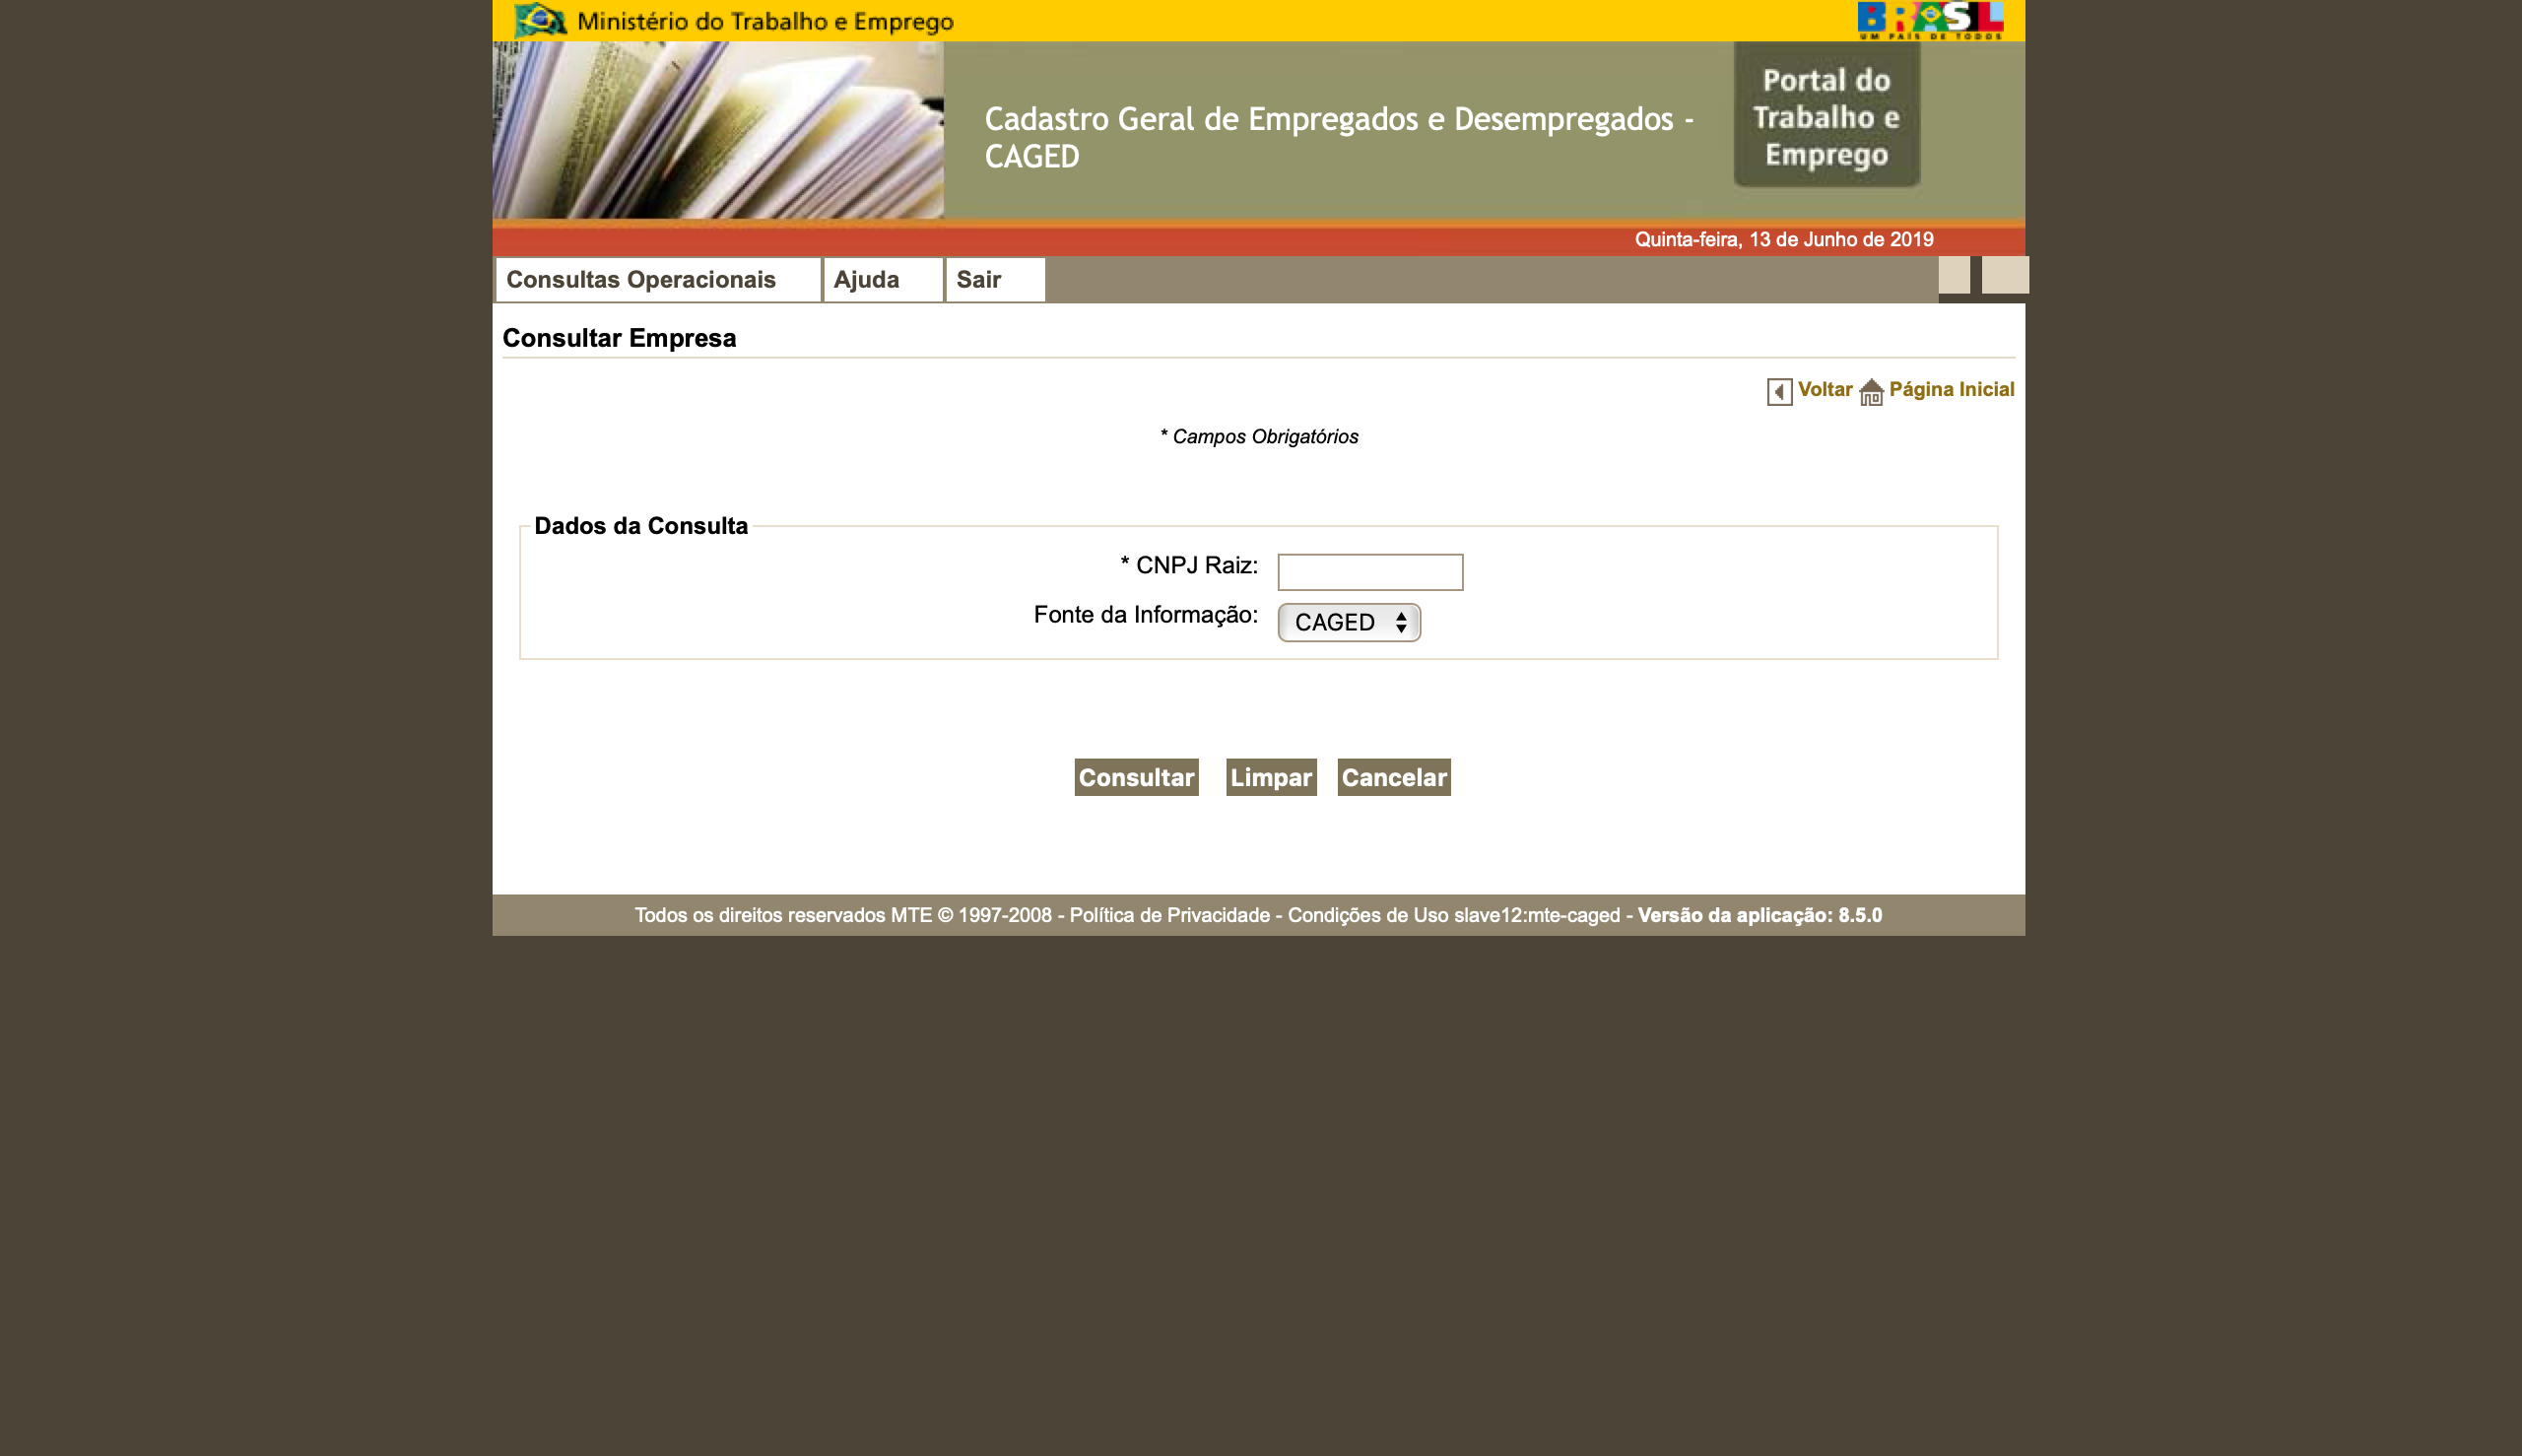 Ministério do Trabalho e Emprego
BRASIL
UM PAÍS DE TODOS
Cadastro Geral de Empregados e Desempregados -
CAGED
Portal do
Trabalho e
Emprego
Quinta-feira, 13 de Junho de 2019
Consultas Operacionais Ajuda Sair
Consultar Empresa
Voltar Página Inicial
* Campos Obrigatórios
Dados da Consulta
* CNPJ Raiz:
Fonte da Informação: CAGED
Consultar Limpar Cancelar
Todos os direitos reservados MTE © 1997-2008 - Política de Privacidade - Condições de Uso slave12:mte-caged - Versão da aplicação: 8.5.0